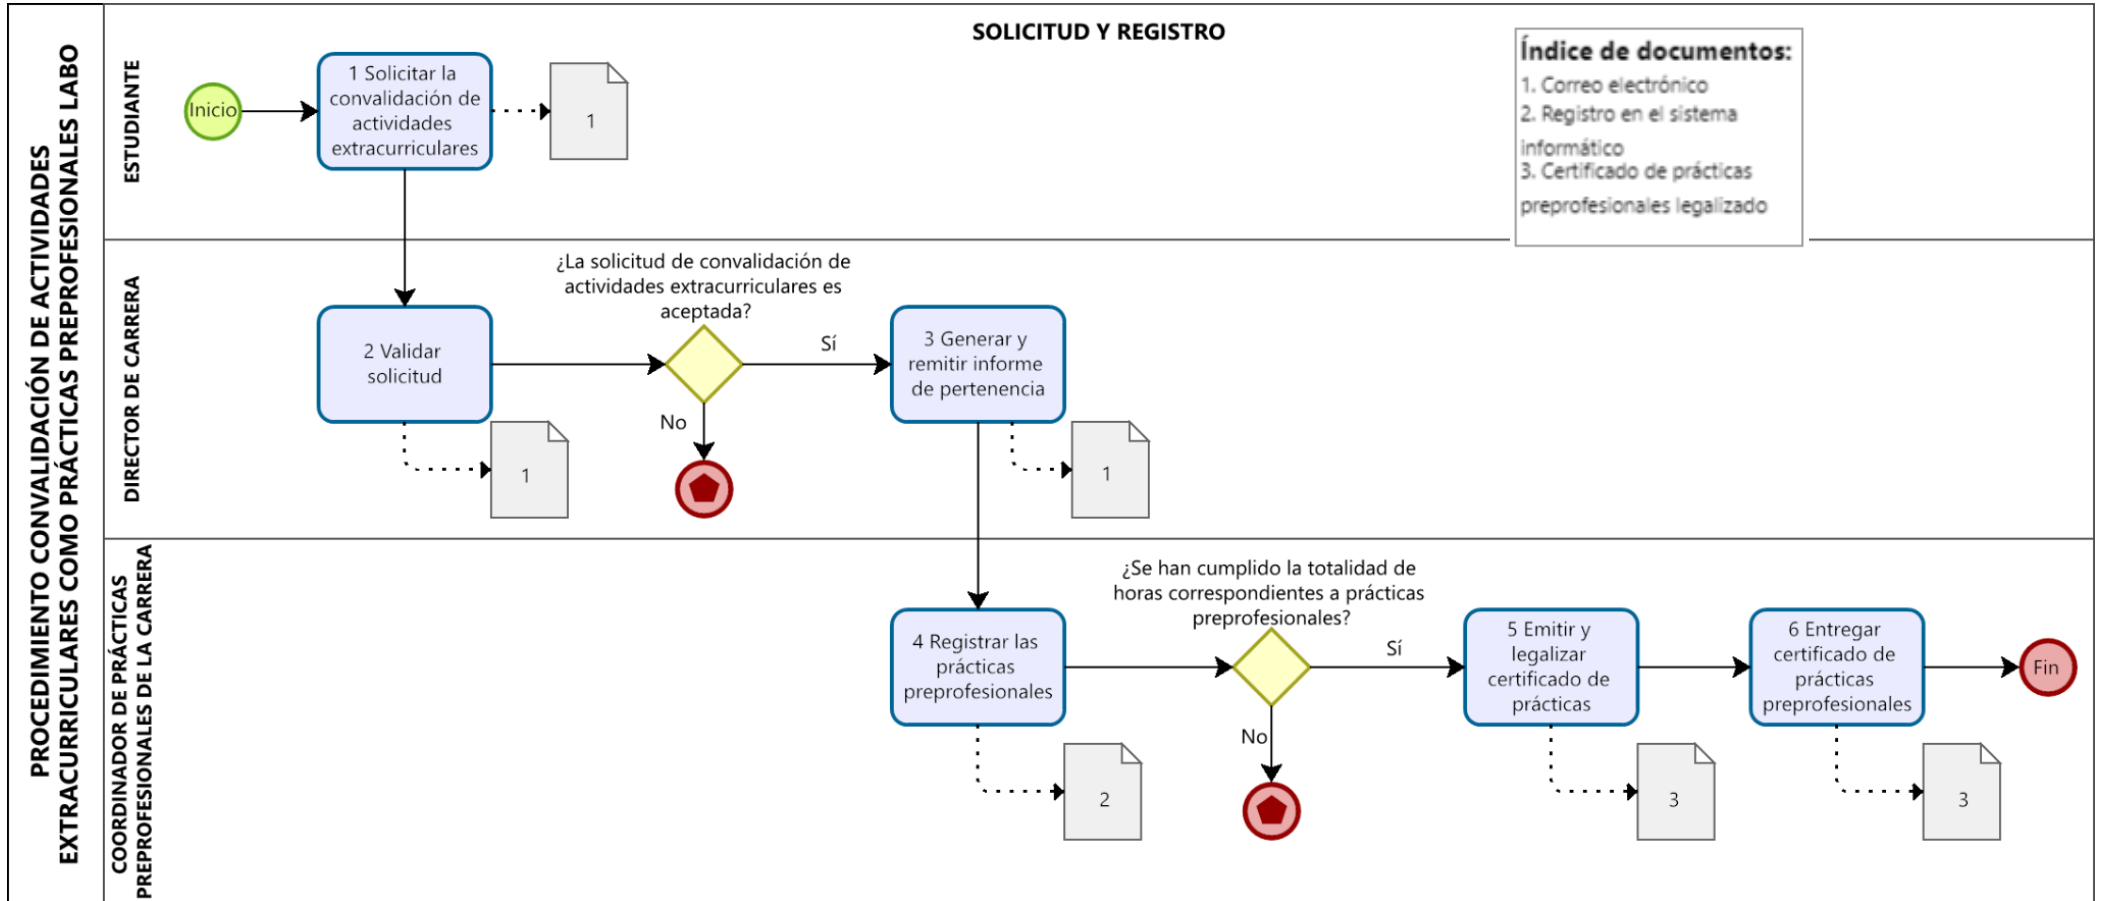 PROCEDIMIENTO CONVALIDACIÓN DE ACTIVIDADES
EXTRACURRICULARES COMO PRÁCTICAS PREPROFESIONALES LABO
SOLICITUD Y REGISTRO
Índice de documentos:
1. Correo electrónico
2. Registro en el sistema
informático
3. Certificado de prácticas
preprofesionales legalizado
ESTUDIANTE
Inicio
1 Solicitar la
convalidación de
actividades
extracurriculares
1
DIRECTOR DE CARRERA
2 Validar
solicitud
1
¿La solicitud de convalidación de
actividades extracurriculares es
aceptada?
Sí
No
3 Generar y
remitir informe
de pertenencia
1
COORDINADOR DE PRÁCTICAS
PREPROFESIONALES DE LA CARRERA
4 Registrar las
prácticas
preprofesionales
2
¿Se han cumplido la totalidad de
horas correspondientes a prácticas
preprofesionales?
Sí
No
5 Emitir y
legalizar
certificado de
prácticas
3
6 Entregar
certificado de
prácticas
preprofesionales
3
Fin